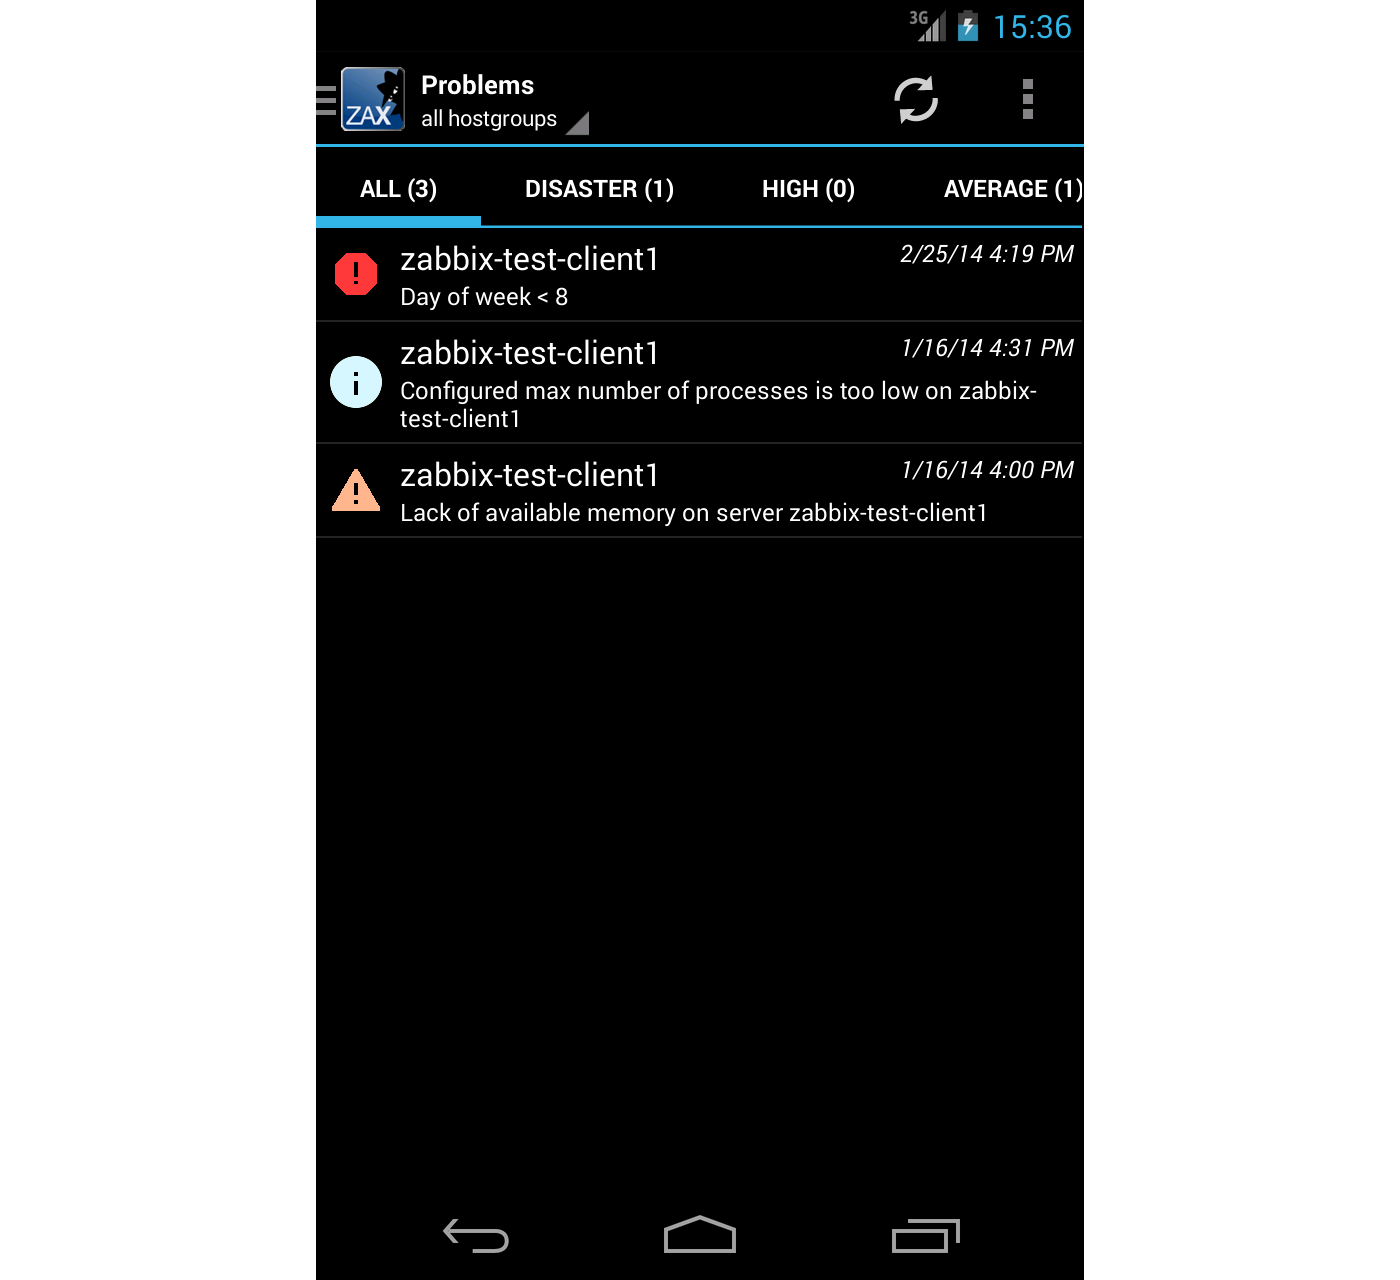 3G 15:36
ZAX
Problems
all hostgroups
ALL (3) DISASTER (1) HIGH (0) AVERAGE (1)
zabbix-test-client1 2/25/14 4:19 PM
Day of week < 8
zabbix-test-client1 1/16/14 4:31 PM
Configured max number of processes is too low on zabbix-
test-client1
zabbix-test-client1 1/16/14 4:00 PM
Lack of available memory on server zabbix-test-client1